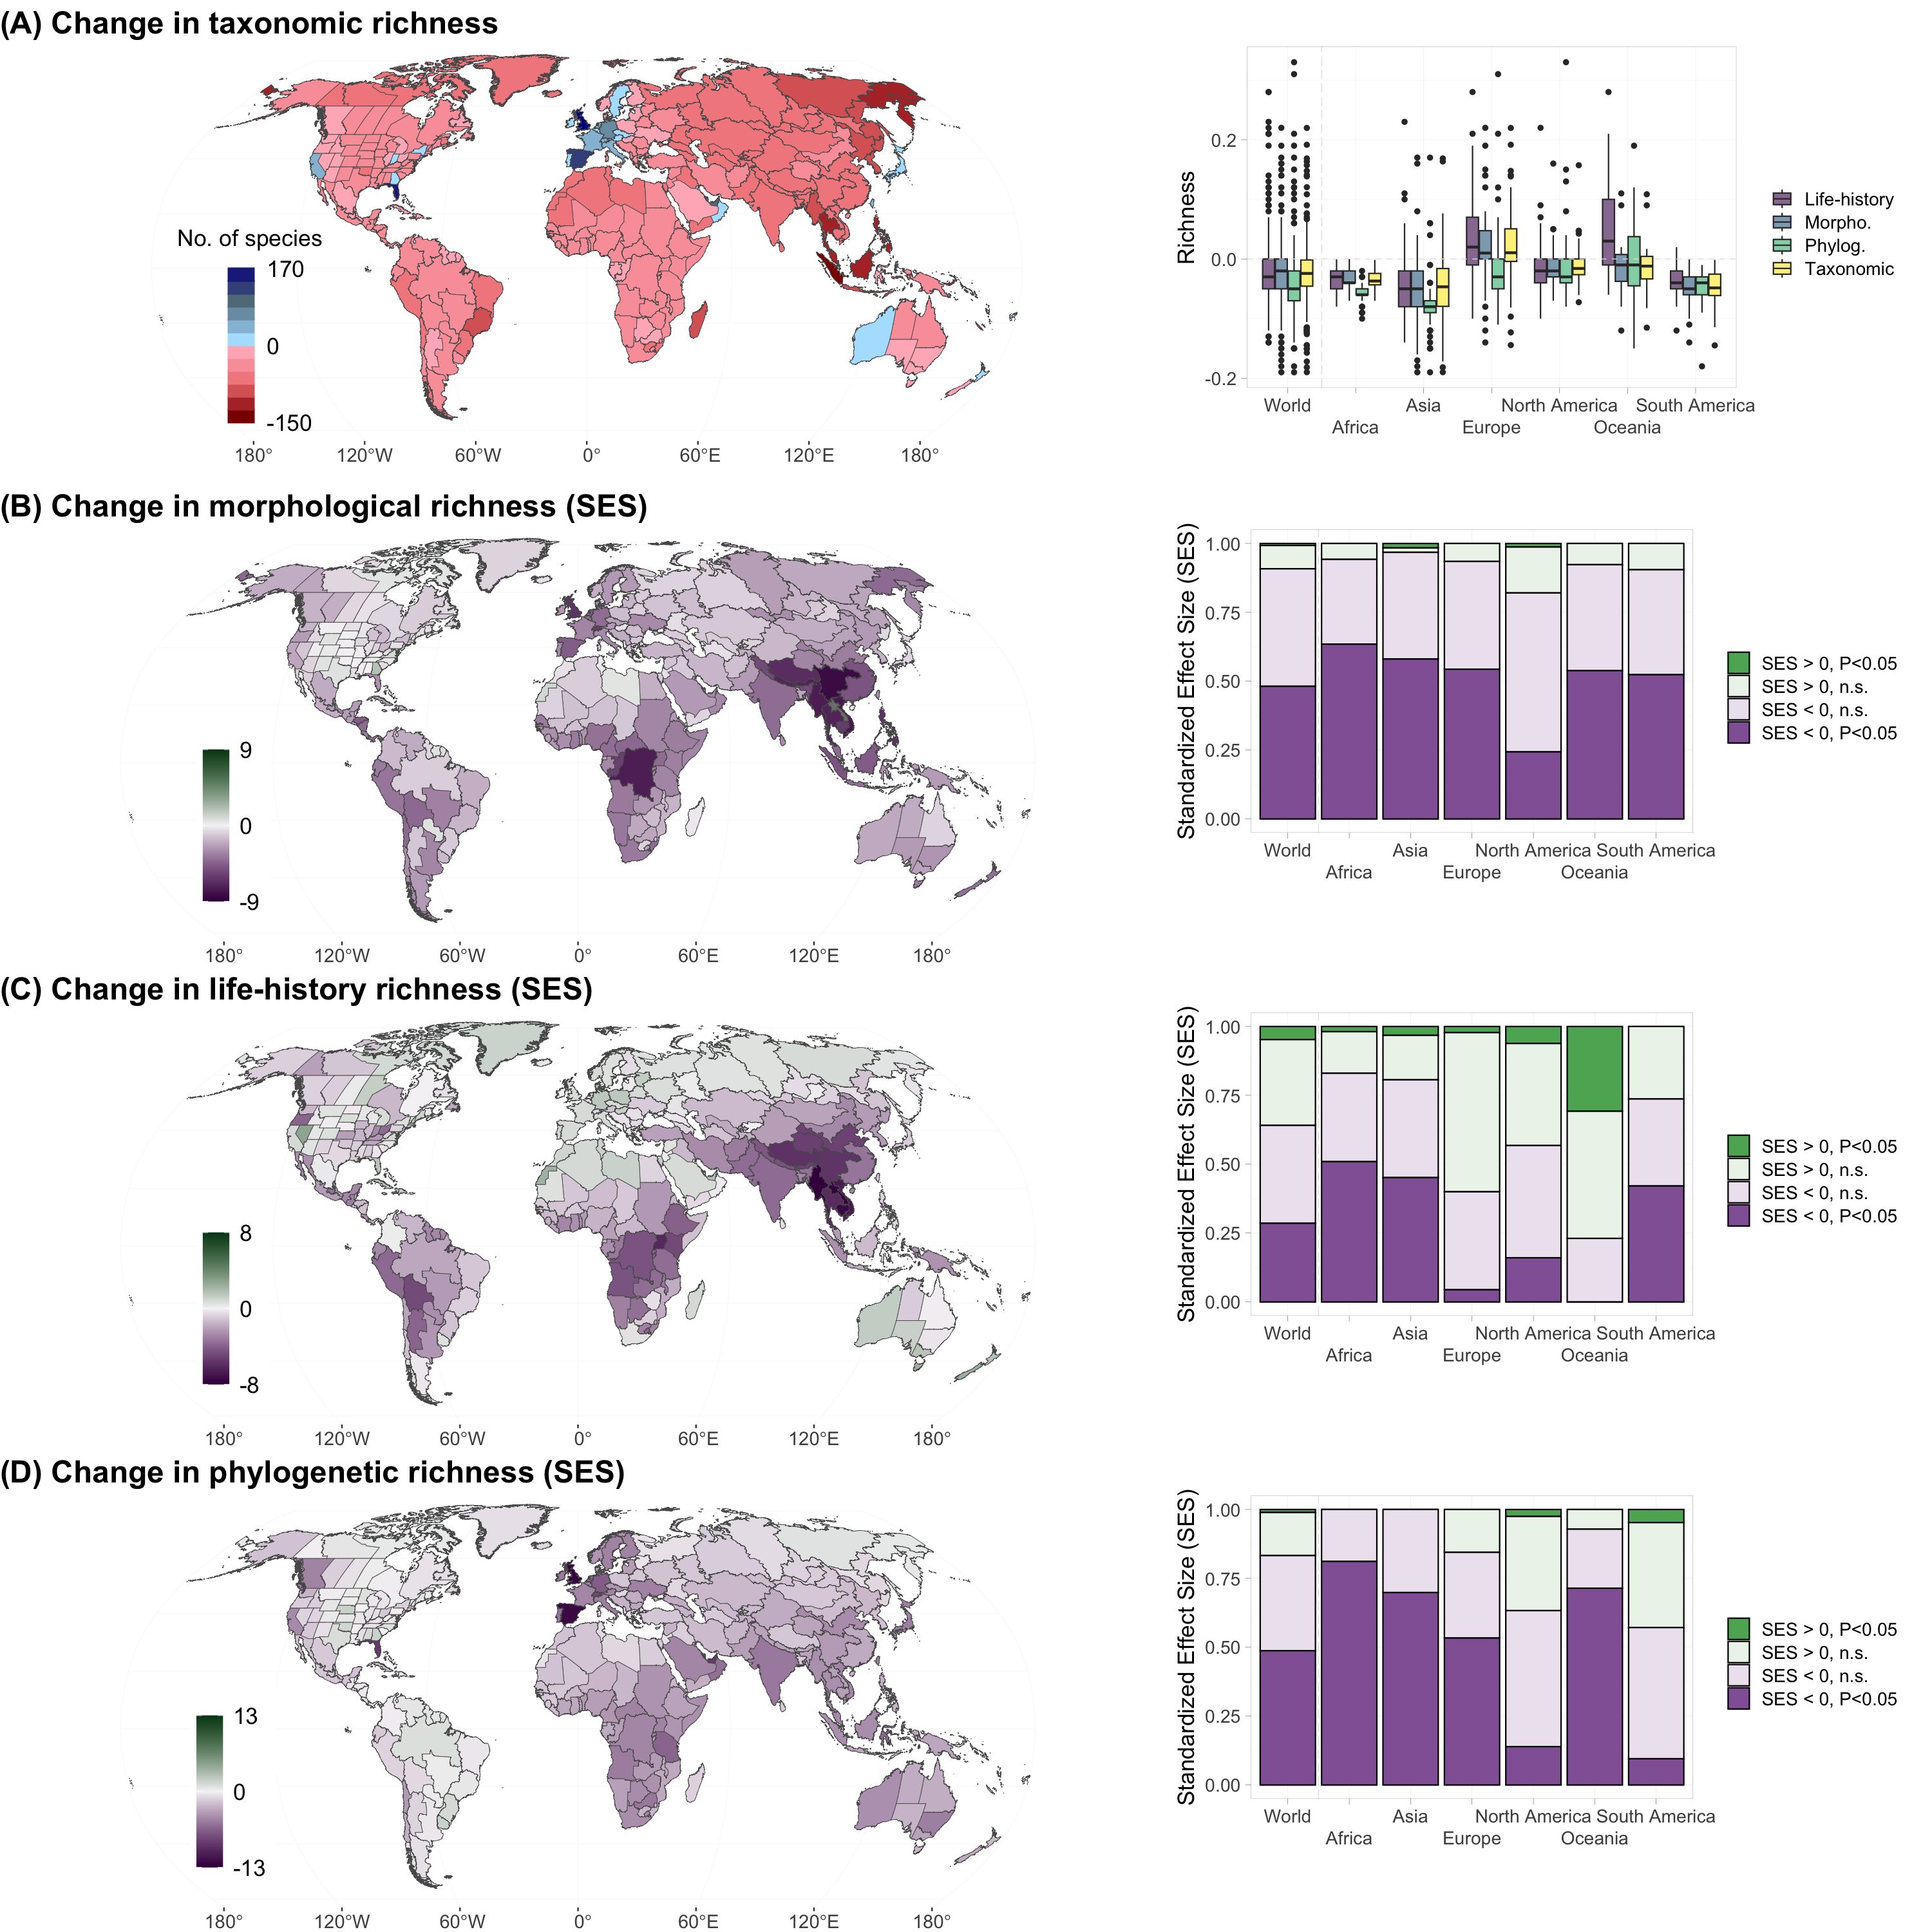 (A) Change in taxonomic richness
No. of species
170
0
-150
180° 120°W 60°W 0° 60°E 120°E 180°
Richness
0.2
0.0
-0.2
World Asia North America South America
Africa Europe Oceania
Life-history
Morpho.
Phylog.
Taxonomic
(B) Change in morphological richness (SES)
9
0
-9
180° 120°W 60°W 0° 60°E 120°E 180°
Standardized Effect Size (SES)
1.00
0.75
0.50
0.25
0.00
World Asia North America South America
Africa Europe Oceania
SES > 0, P<0.05
SES > 0, n.s.
SES < 0, n.s.
SES < 0, P<0.05
(C) Change in life-history richness (SES)
8
0
-8
180° 120°W 60°W 0° 60°E 120°E 180°
Standardized Effect Size (SES)
1.00
0.75
0.50
0.25
0.00
World Asia North America South America
Africa Europe Oceania
SES > 0, P<0.05
SES > 0, n.s.
SES < 0, n.s.
SES < 0, P<0.05
(D) Change in phylogenetic richness (SES)
13
0
-13
180° 120°W 60°W 0° 60°E 120°E 180°
Standardized Effect Size (SES)
1.00
0.75
0.50
0.25
0.00
World Asia North America South America
Africa Europe Oceania
SES > 0, P<0.05
SES > 0, n.s.
SES < 0, n.s.
SES < 0, P<0.05